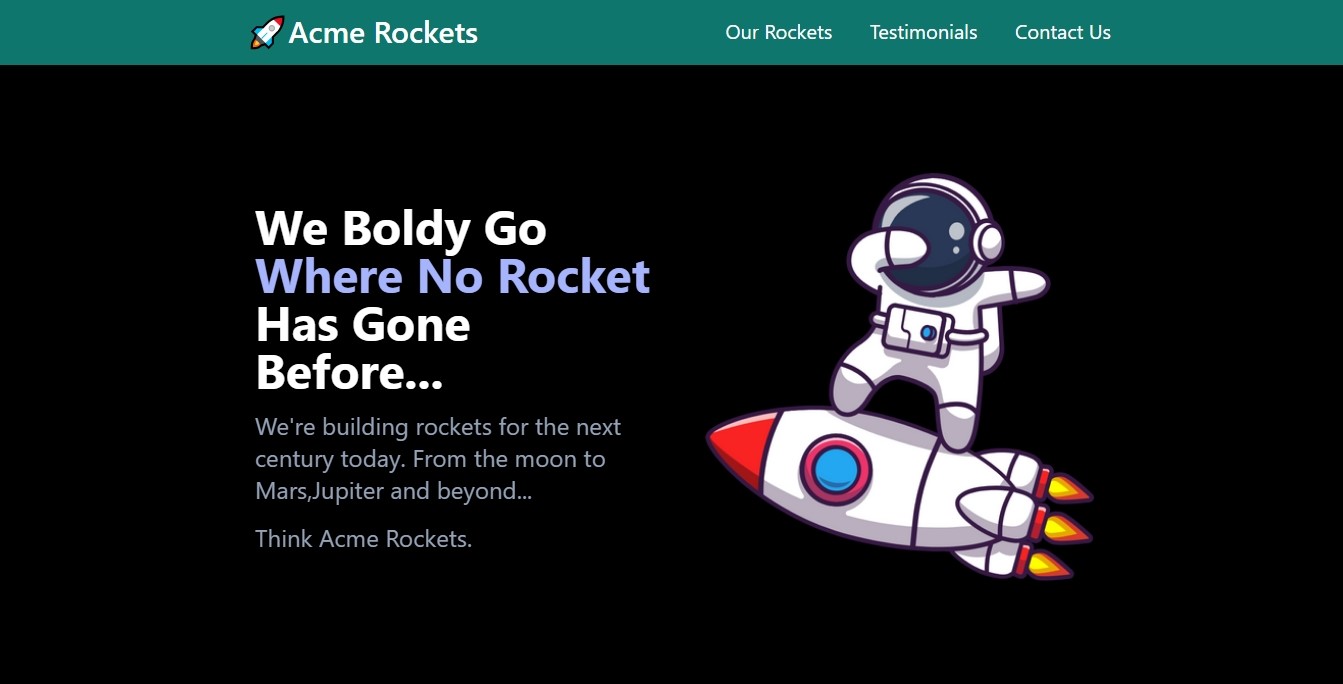 Acme Rockets
Our Rockets
Testimonials
Contact Us
We Boldy Go
Where No Rocket
Has Gone
Before...
We're building rockets for the next
century today. From the moon to
Mars,Jupiter and beyond...
Think Acme Rockets.